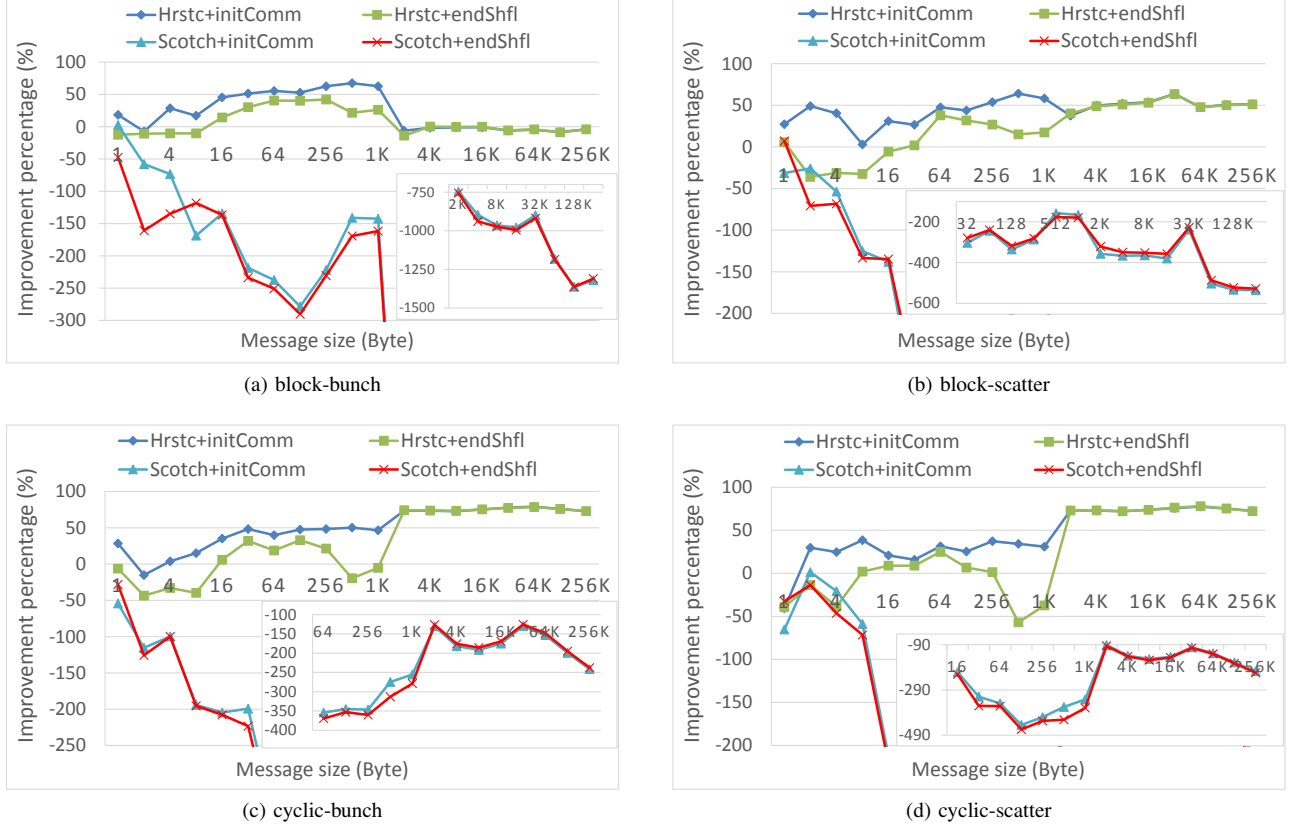 Hrstc+initComm Hrstc+endShfl
Scotch+initComm Scotch+endShfl
Improvement percentage (%)
100
50
0
-50
-100
-150
-200
-250
-300
1 4 16 64 256 1K 4K 16K 64K 256K
-750
-1000
-1250
-1500
2K 8K 32K 128K
Message size (Byte)
(a) block-bunch
Hrstc+initComm Hrstc+endShfl
Scotch+initComm Scotch+endShfl
Improvement percentage (%)
100
50
0
-50
-100
-150
-200
1 4 16 64 256 1K 4K 16K 64K 256K
-200
-400
-600
32 128 512 2K 8K 32K 128K
Message size (Byte)
(b) block-scatter
Hrstc+initComm Hrstc+endShfl
Scotch+initComm Scotch+endShfl
Improvement percentage (%)
100
50
0
-50
-100
-150
-200
-250
1 4 16 64 256 1K 4K 16K 64K 256K
-100
-150
-200
-250
-300
-350
-400
64 256 1K 4K 16K 64K 256K
Message size (Byte)
(c) cyclic-bunch
Hrstc+initComm Hrstc+endShfl
Scotch+initComm Scotch+endShfl
Improvement percentage (%)
100
50
0
-50
-100
-150
-200
1 4 16 64 256 1K 4K 16K 64K 256K
-90
-290
-490
16 64 256 1K 4K 16K 64K 256K
Message size (Byte)
(d) cyclic-scatter